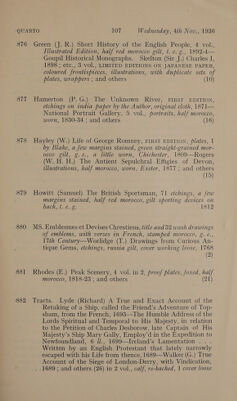 QUARTO 107 Wednesday, 4th Nov., 1936
876 Green (J. R.) Short History of the English People, 4 vol.,
Illustrated Edition, half red morocco gilt, t. e. g., 1892-4—
Goupil Historical Monographs. Skelton (Sir J.) Charles I,
1898; etc., 3 vol., LIMITED EDITIONS ON JAPANESE PAPER,
coloured frontispieces, illustrations, with duplicate sets of
plates, wrappers; and others (10)
877 Hamerton (P. G.) The Unknown River, FIRST EDITION,
etchings on india paper by the Author, original cloth, 1871—
National Portrait Gallery, 5 vol., portraits, half morocco,
worn, 1830-34; and others (16)
878 Hayley (W.) Life of George Romney, FIRST EDITION, plates, 1
by Blake, a few margins stained, green straight-grained mor-
occo gilt, g. e., a little worn, Chichester, 1809—Rogers
(W. H. H.) The Antient Sepulchral Effigies of Devon,
illustrations, half morocco, worn, Exeter, 1877; and others
(15)
879 Howitt (Samuel) The British Sportsman, 71 etchings, a few
margins stained, half red morocco, gilt sporting devices on
back, t. e. g. 1812
880 MS. Emblemes et Devises Chrestiens, title and 32 wash drawings
of emblems, with verses in French, stamped morocco, g. e.,
17th Century—Worlidge (T.) Drawings from Curious An-
tique Gems, etchings, russia gilt, cover working loose, 1768
(2)
881 Rhodes (E.) Peak Scenery, 4 vol. in 2, proof plates, foxed, half
morocco, 1818-23; and others (21)
882 Tracts. Lyde (Richard) A True and Exact Account of the
Retaking of a Ship, called the Friend's Adventure of Top-
sham, from the French, 1693—The Humble Address of the
Lords Spiritual and Temporal to His Majesty, in relation
to the Petition of Charles Desborow, late Captain of His
Majesty's Ship Mary Gally, Employ'd in the Expedition to
Newfoundland, 6 ll., 1699—Ireland's Lamentation . . .
Written by an English Protestant that lately narrowly
escaped with his Life from thence, 1689—Walker (G.) True
Account of the Siege of London-Derry, with Vindication,
1689; and others (28) in 2 vol., calf, re-backed, 1 cover loose